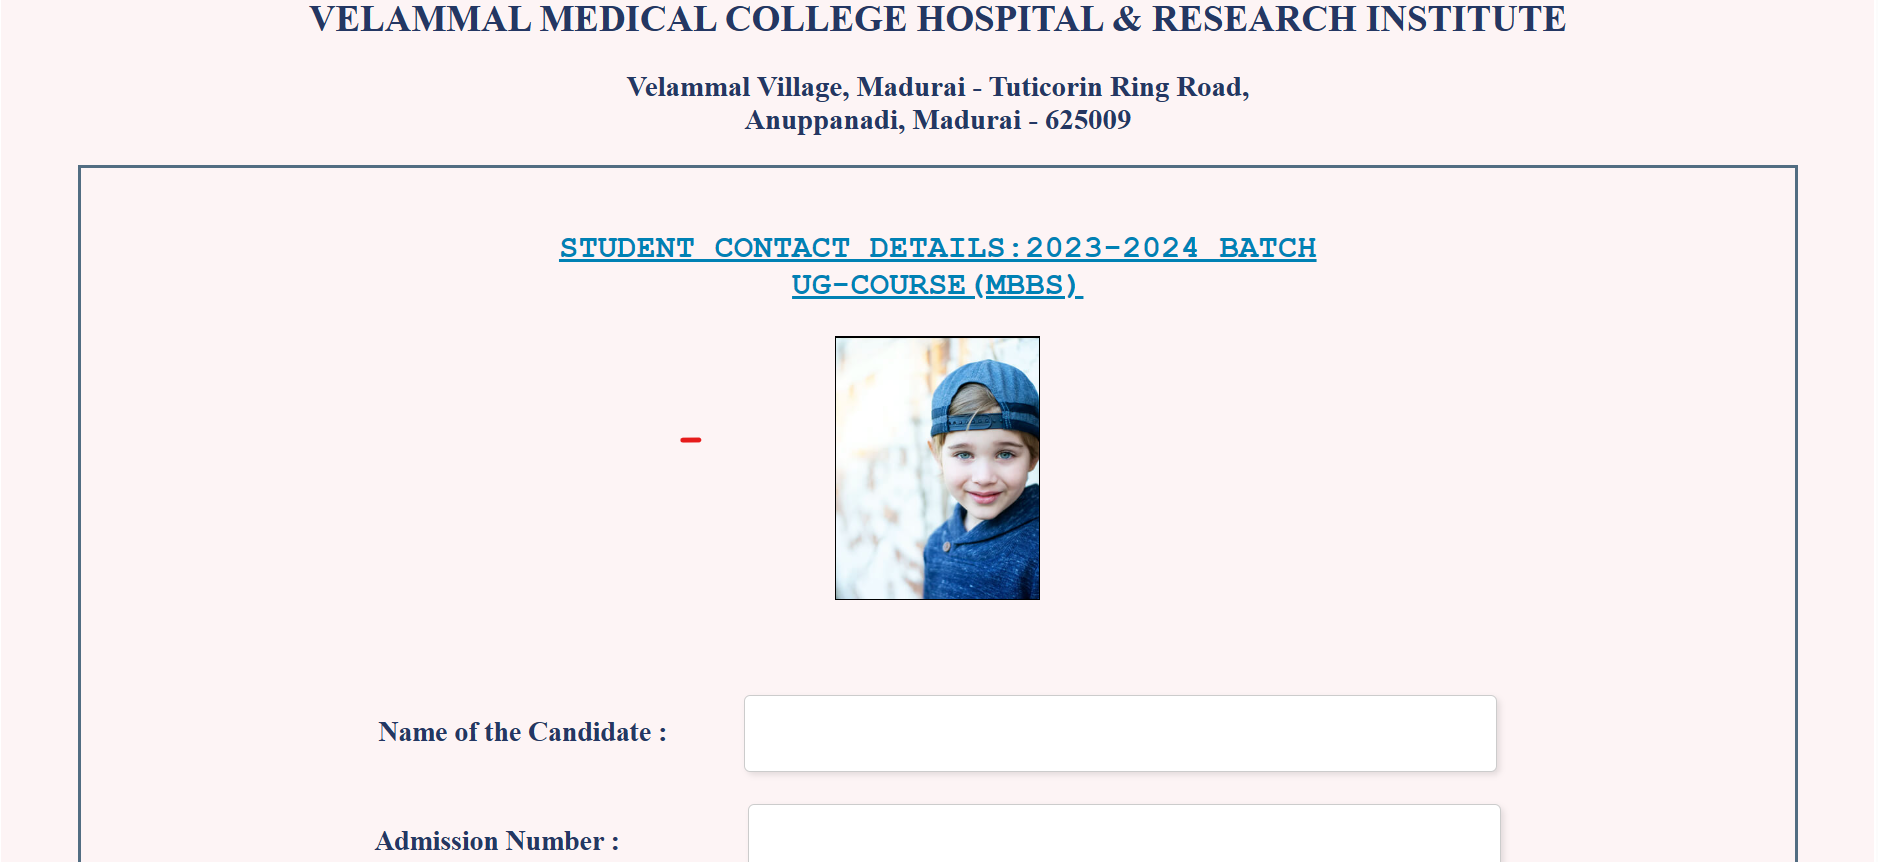 VELAMMAL MEDICAL COLLEGE HOSPITAL & RESEARCH INSTITUTE
Velammal Village, Madurai - Tuticorin Ring Road,
Anuppanadi, Madurai - 625009
STUDENT CONTACT DETAILS:2023-2024 BATCH
UG-COURSE(MBBS)
Name of the Candidate :
Admission Number :